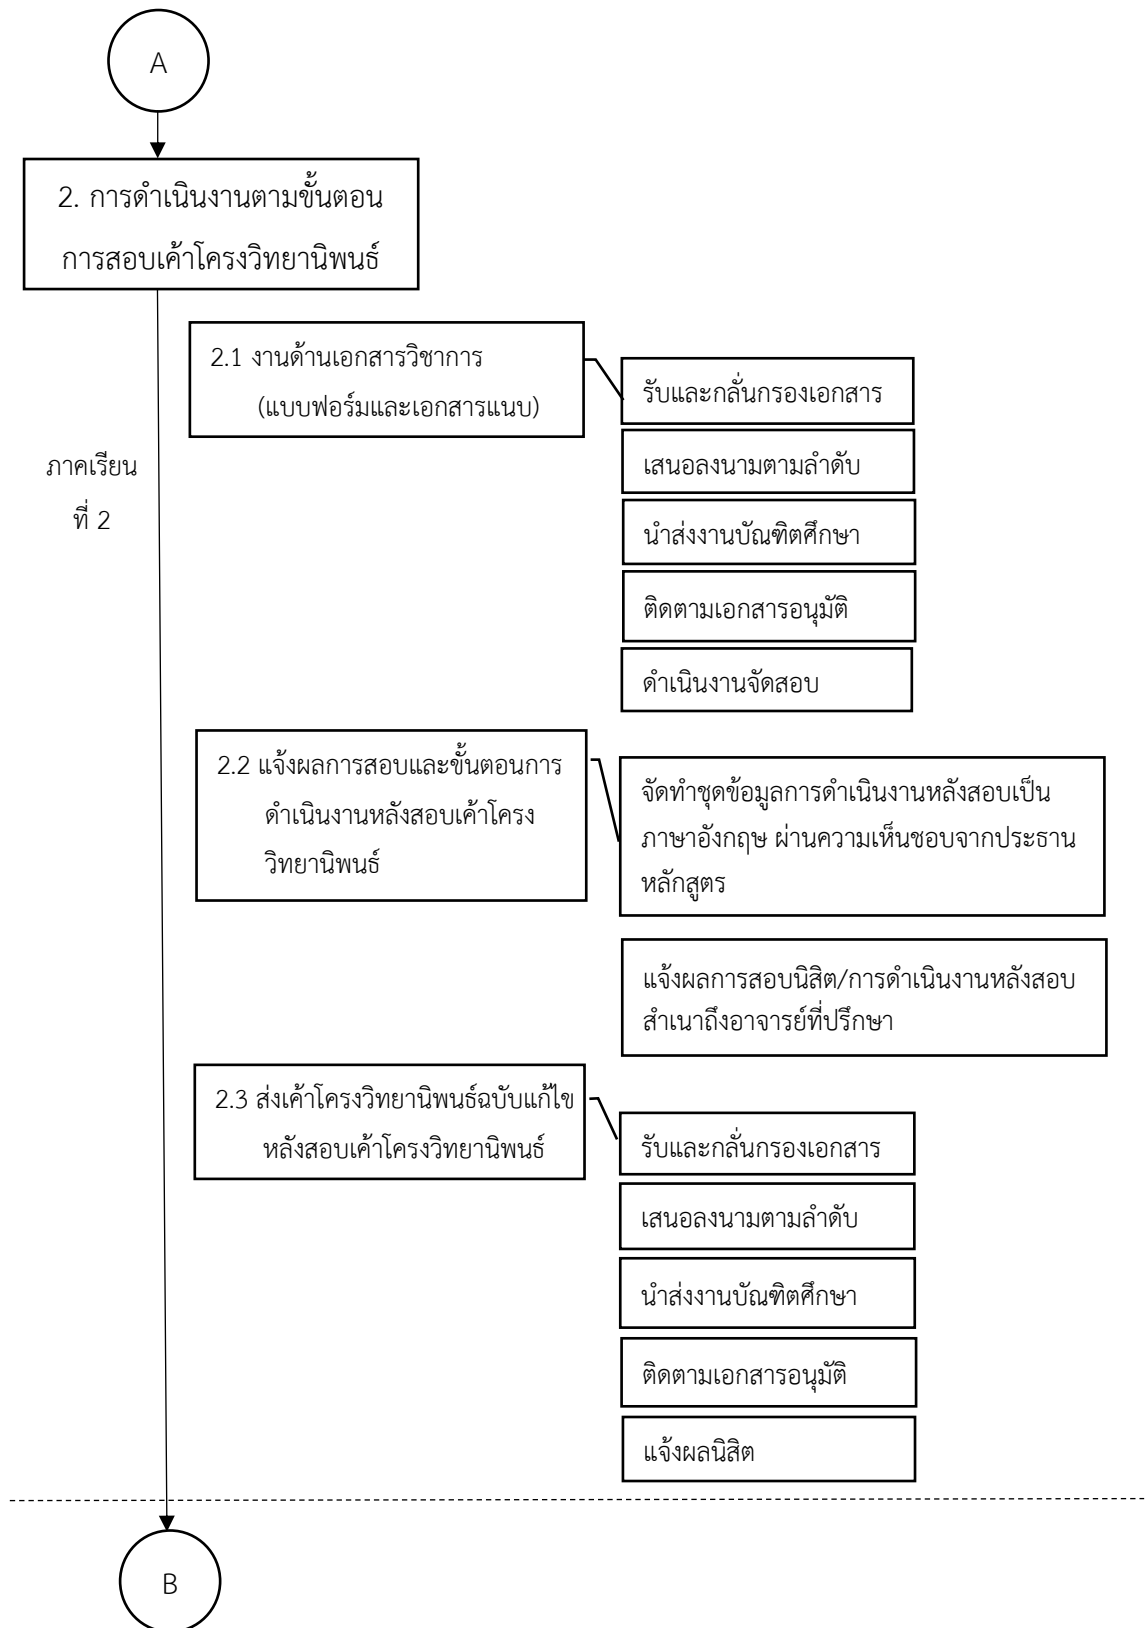 A
2. การดำเนินงานตามขั้นตอน
การสอบเค้าโครงวิทยานิพนธ์
2.1 งานด้านเอกสารวิชาการ
(แบบฟอร์มและเอกสารแนบ)
รับและกลั่นกรองเอกสาร
เสนอลงนามตามลำดับ
นำส่งงานบัณฑิตศึกษา
ติดตามเอกสารอนุมัติ
ดำเนินงานจัดสอบ
ภาคเรียน
ที่ 2
2.2 แจ้งผลการสอบและขั้นตอนการ
ดำเนินงานหลังสอบเค้าโครง
วิทยานิพนธ์
จัดทำชุดข้อมูลการดำเนินงานหลังสอบเป็น
ภาษาอังกฤษ ผ่านความเห็นชอบจากประธาน
หลักสูตร
แจ้งผลการสอบนิสิต/การดำเนินงานหลังสอบ
สำเนาถึงอาจารย์ที่ปรึกษา
2.3 ส่งเค้าโครงวิทยานิพนธ์ฉบับแก้ไข
หลังสอบเค้าโครงวิทยานิพนธ์
รับและกลั่นกรองเอกสาร
เสนอลงนามตามลำดับ
นำส่งงานบัณฑิตศึกษา
ติดตามเอกสารอนุมัติ
แจ้งผลนิสิต
B